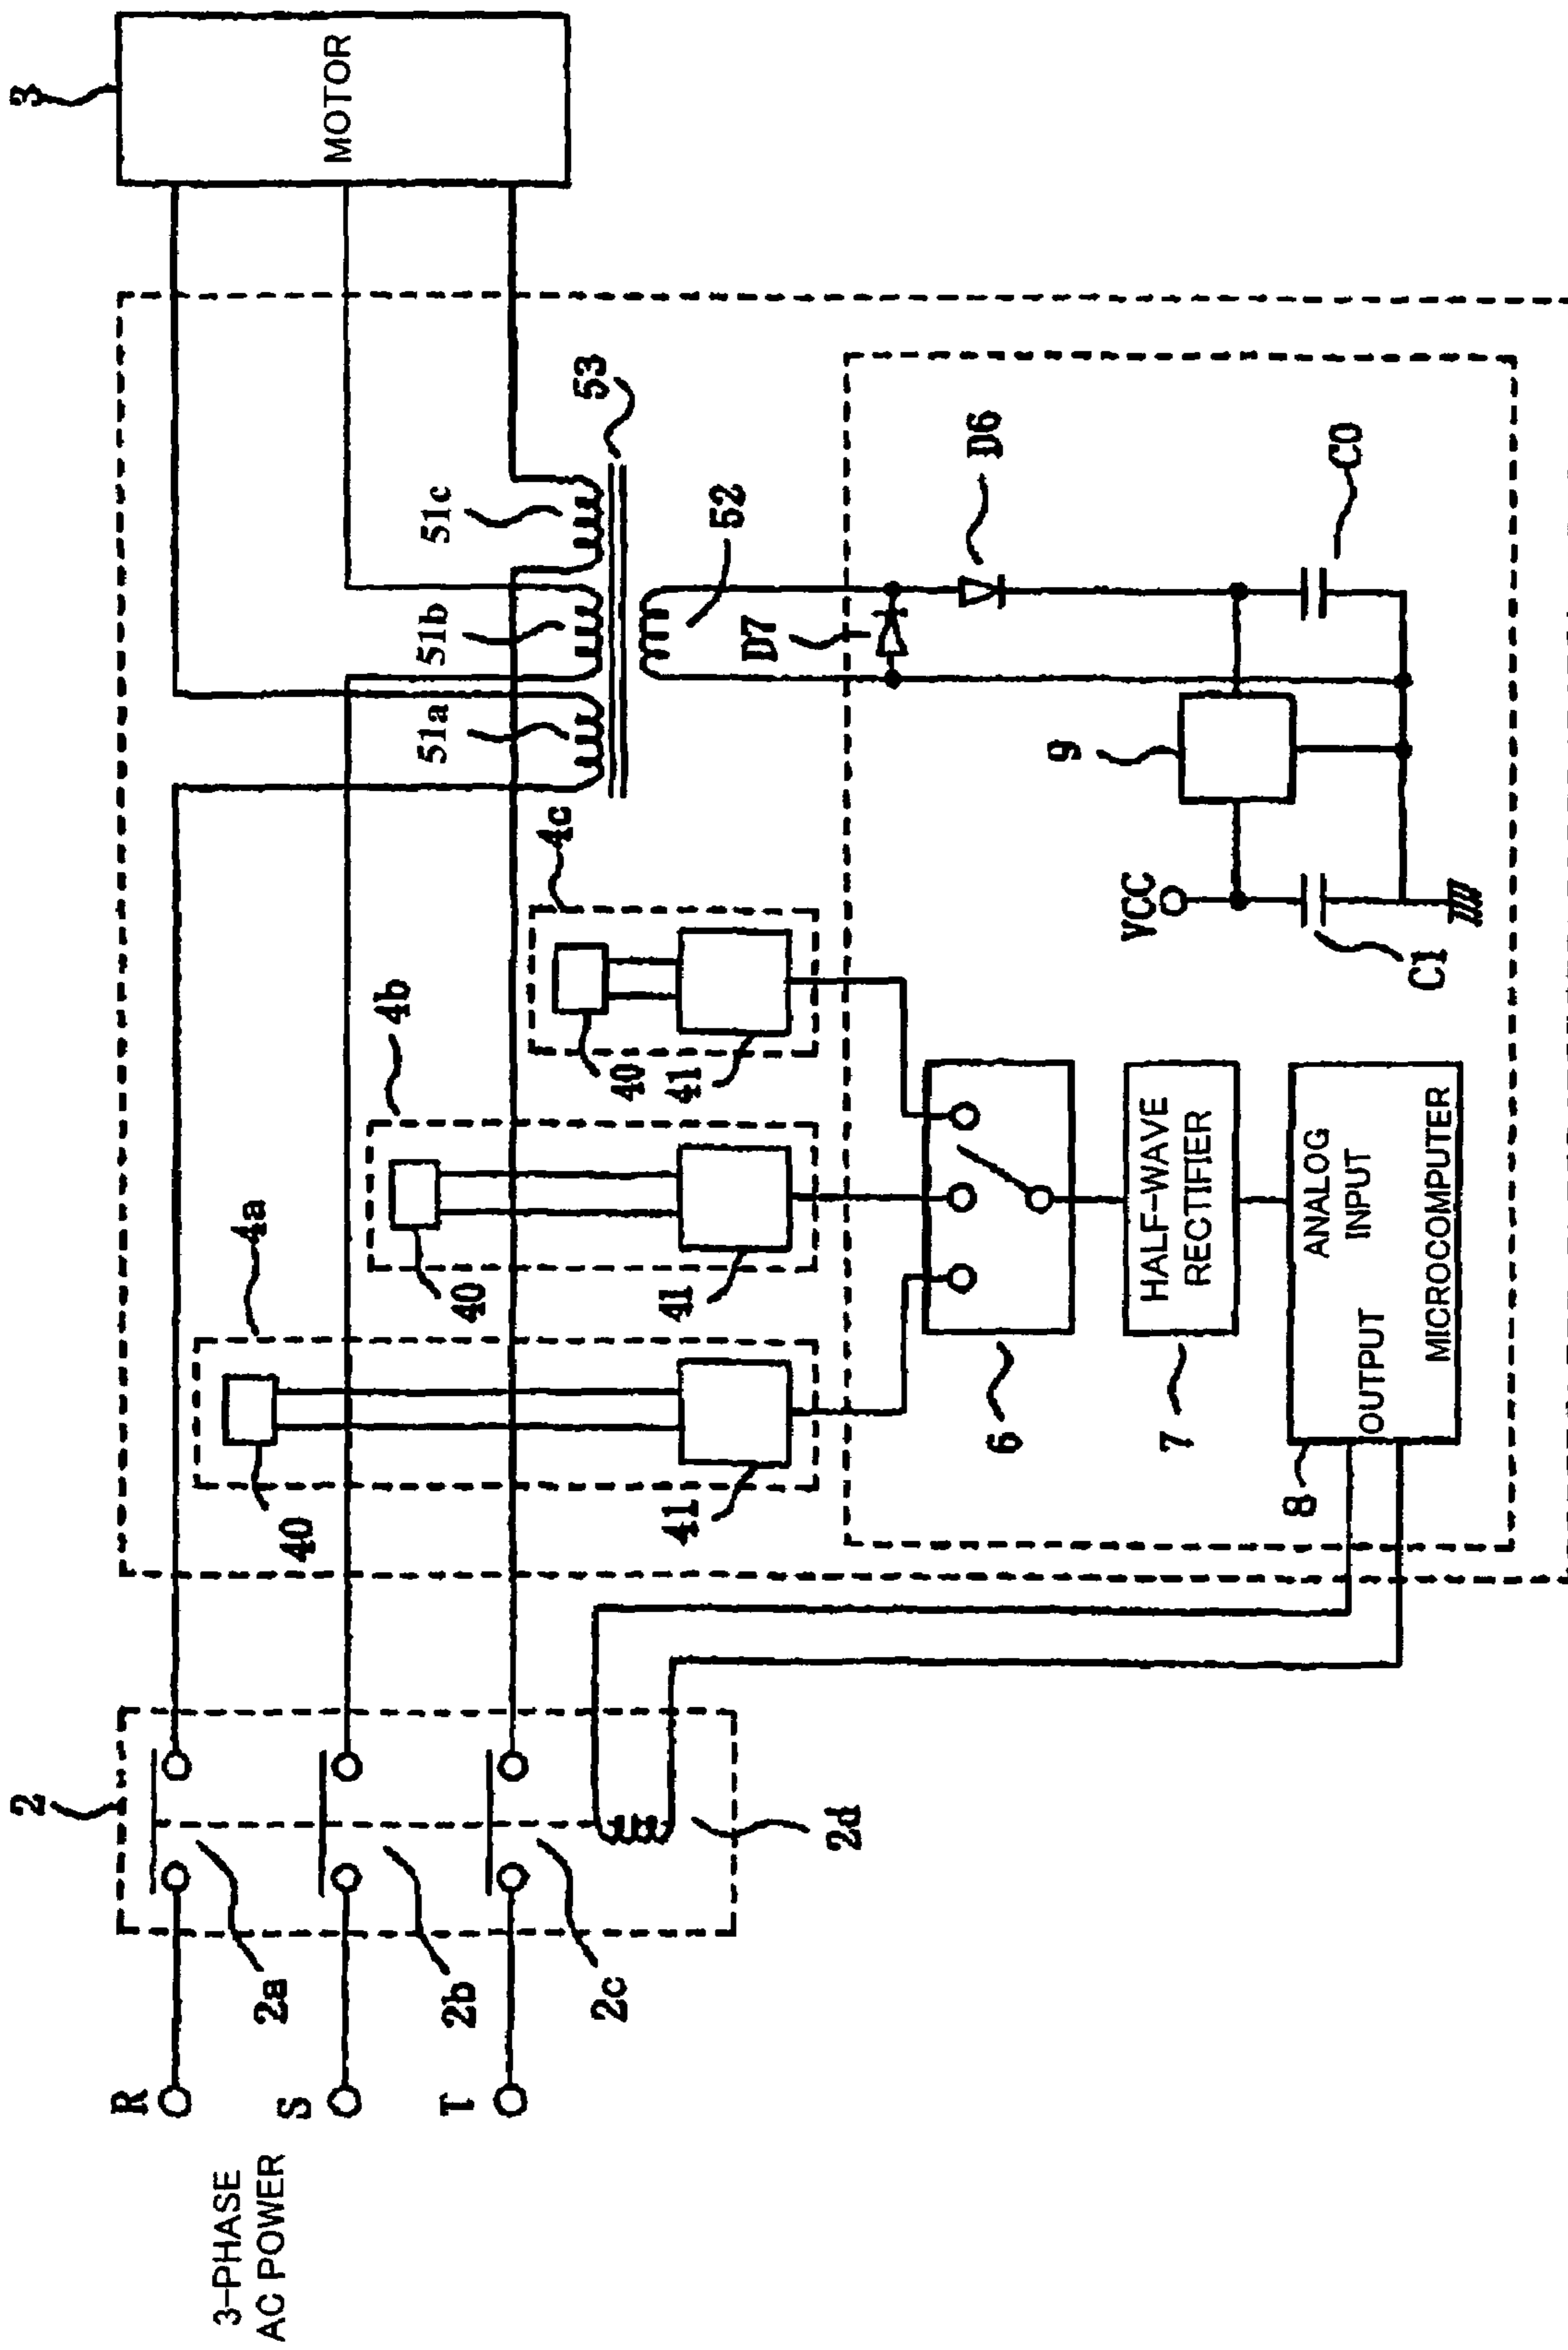 3-PHASE
AC POWER
R
S
T
2
2a
2b
2c
2d
3
MOTOR
4a
4b
4c
40
40
40
41
41
41
51a
51b
51c
53
52
D7
D6
9
VCC
C1
C0
6
7
HALF-WAVE
RECTIFIER
8
ANALOG
INPUT
OUTPUT
MICROCOMPUTER